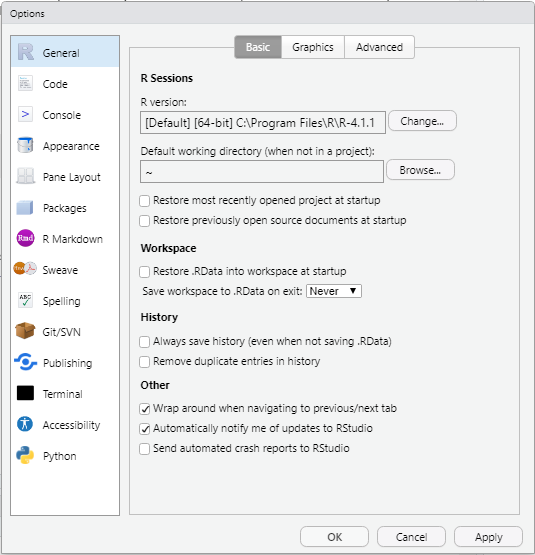 Options
General
Code
Console
Appearance
Pane Layout
Packages
R Markdown
Sweave
Spelling
Git/SVN
Publishing
Terminal
Accessibility
Python
Basic Graphics Advanced
R Sessions
R version:
[Default] [64-bit] C:\Program Files\R\R-4.1.1 Change...
Default working directory (when not in a project):
~ Browse...
Restore most recently opened project at startup
Restore previously open source documents at startup
Workspace
Restore .RData into workspace at startup
Save workspace to .RData on exit: Never
History
Always save history (even when not saving .RData)
Remove duplicate entries in history
Other
Wrap around when navigating to previous/next tab
Automatically notify me of updates to RStudio
Send automated crash reports to RStudio
OK Cancel Apply